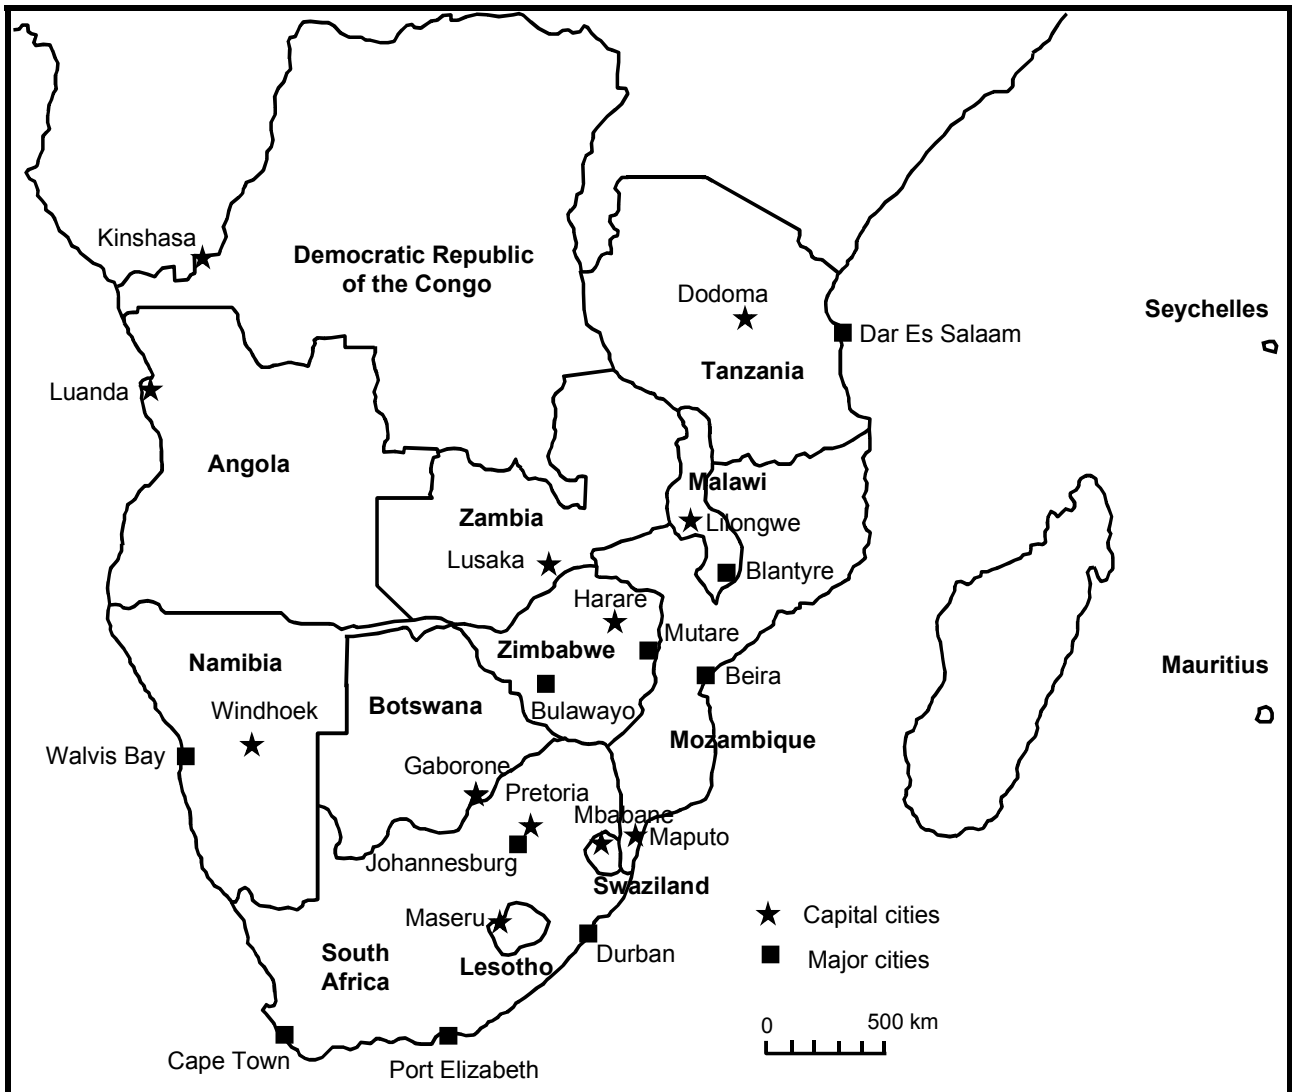 Kinshasa
Democratic Republic
of the Congo
Dodoma
Seychelles
Dar Es Salaam
Tanzania
Luanda
Angola
Malawi
Zambia
Lilongwe
Lusaka
Blantyre
Harare
Mutare
Zimbabwe
Namibia
Mauritius
Beira
Botswana
Windhoek
Bulawayo
Mozambique
Walvis Bay
Gaborone
Pretoria
Mbabane
Maputo
Johannesburg
Swaziland
Maseru
Capital cities
South
Africa
Lesotho
Durban
Major cities
0 500 km
Cape Town
Port Elizabeth